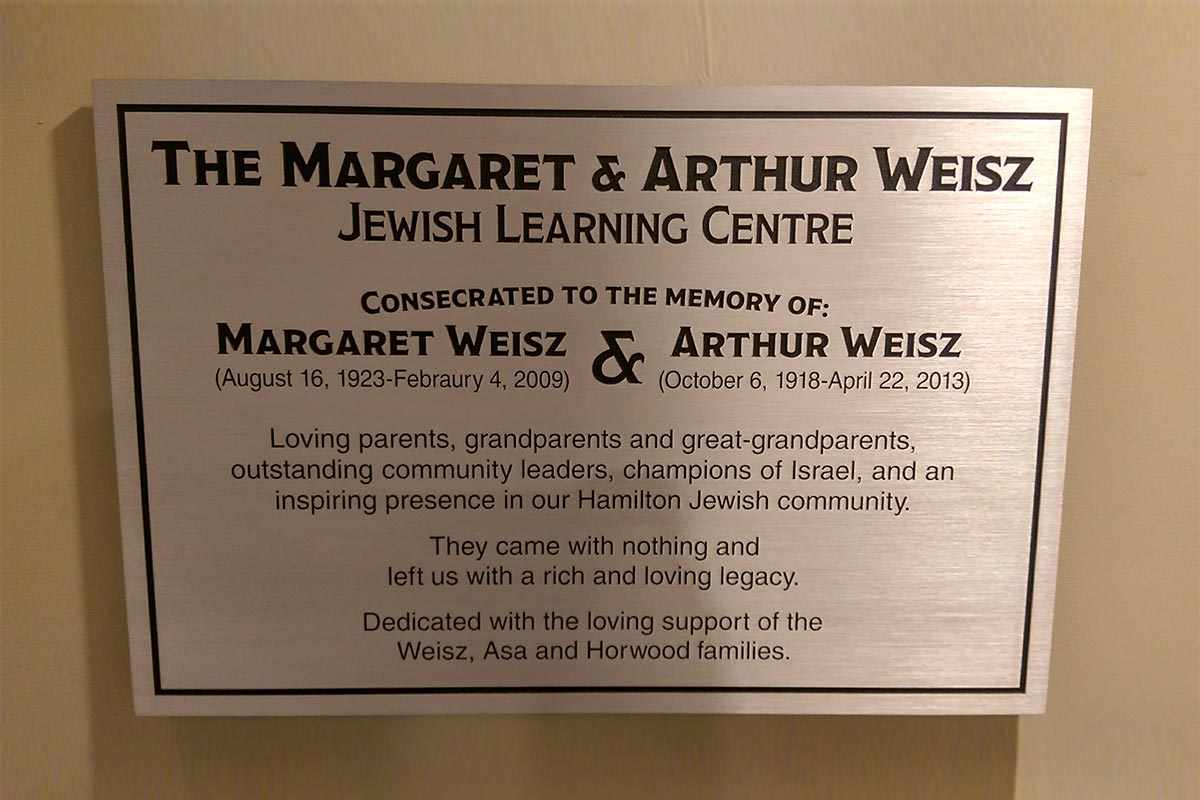 The Margaret & Arthur Weisz
Jewish Learning Centre
Consecrated to the memory of:
Margaret Weisz & Arthur Weisz
(August 16, 1923-Febraury 4, 2009) (October 6, 1918-April 22, 2013)
Loving parents, grandparents and great-grandparents,
outstanding community leaders, champions of Israel, and an
inspiring presence in our Hamilton Jewish community.
They came with nothing and
left us with a rich and loving legacy.
Dedicated with the loving support of the
Weisz, Asa and Horwood families.